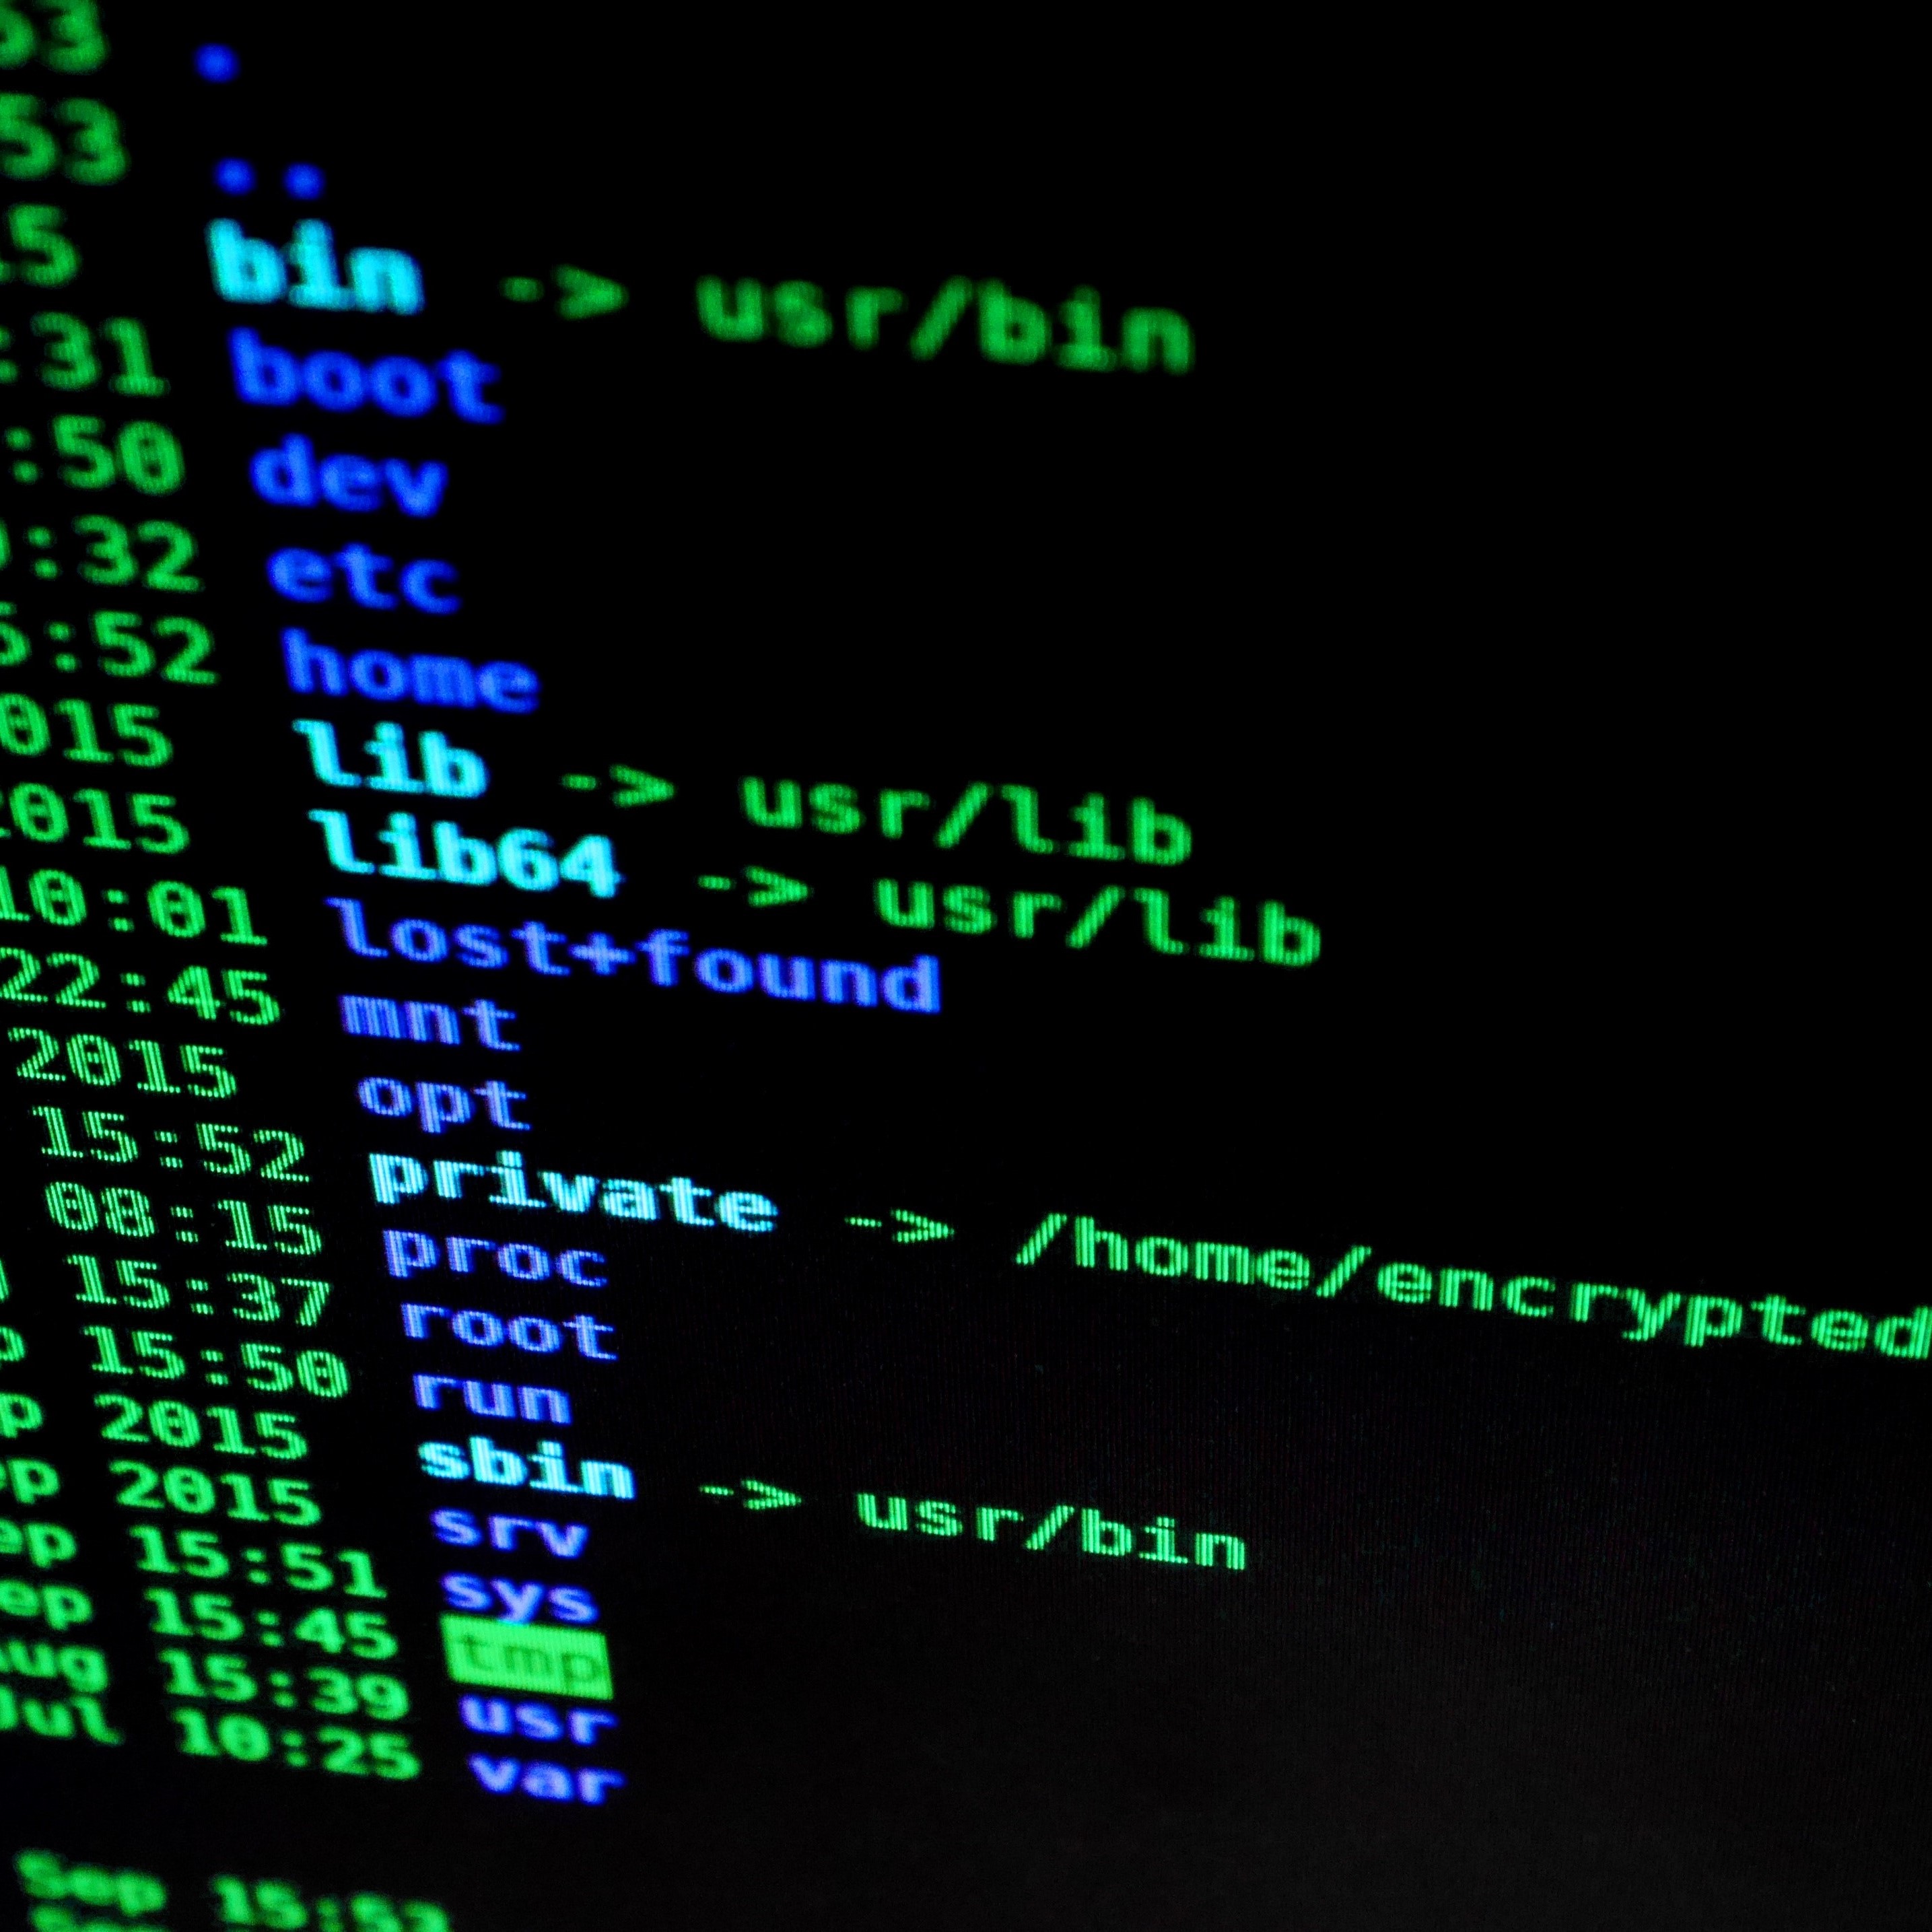 53 .
53 ..
15 bin -> usr/bin
:31 boot
:50 dev
:32 etc
5:52 home
015 lib -> usr/lib
2015 lib64 -> usr/lib
10:01 lost+found
22:45 mnt
2015 opt
15:52 private -> /home/encrypted
08:15 proc
15:37 root
p 15:50 run
p 2015 sbin -> usr/bin
ep 2015 srv
ep 15:51 sys
ep 15:45 tmp
Aug 15:39 usr
Jul 10:25 var
Sep 15:53